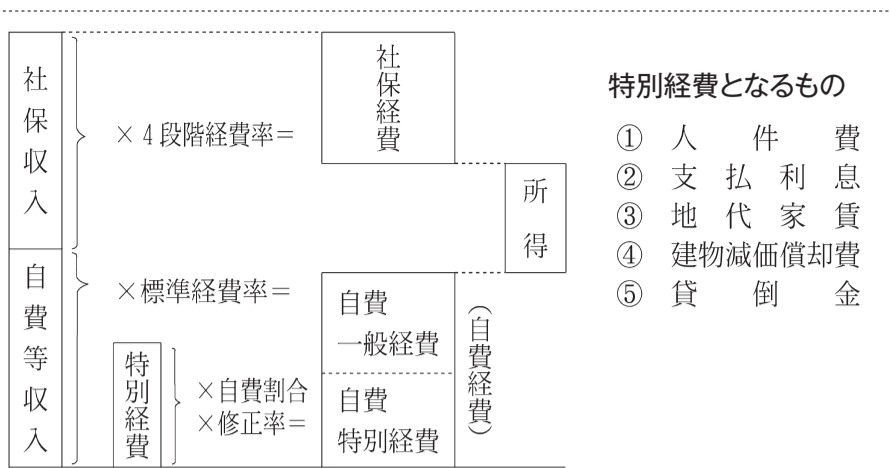 社保収入
×4段階経費率＝
社保経費
所得
自費等収入
×標準経費率＝
自費
一般経費
特別経費
×自費割合
×修正率＝
自費
特別経費
（自費経費）
特別経費となるもの
① 人件費
② 支払利息
③ 地代家賃
④ 建物減価償却費
⑤ 貸倒金